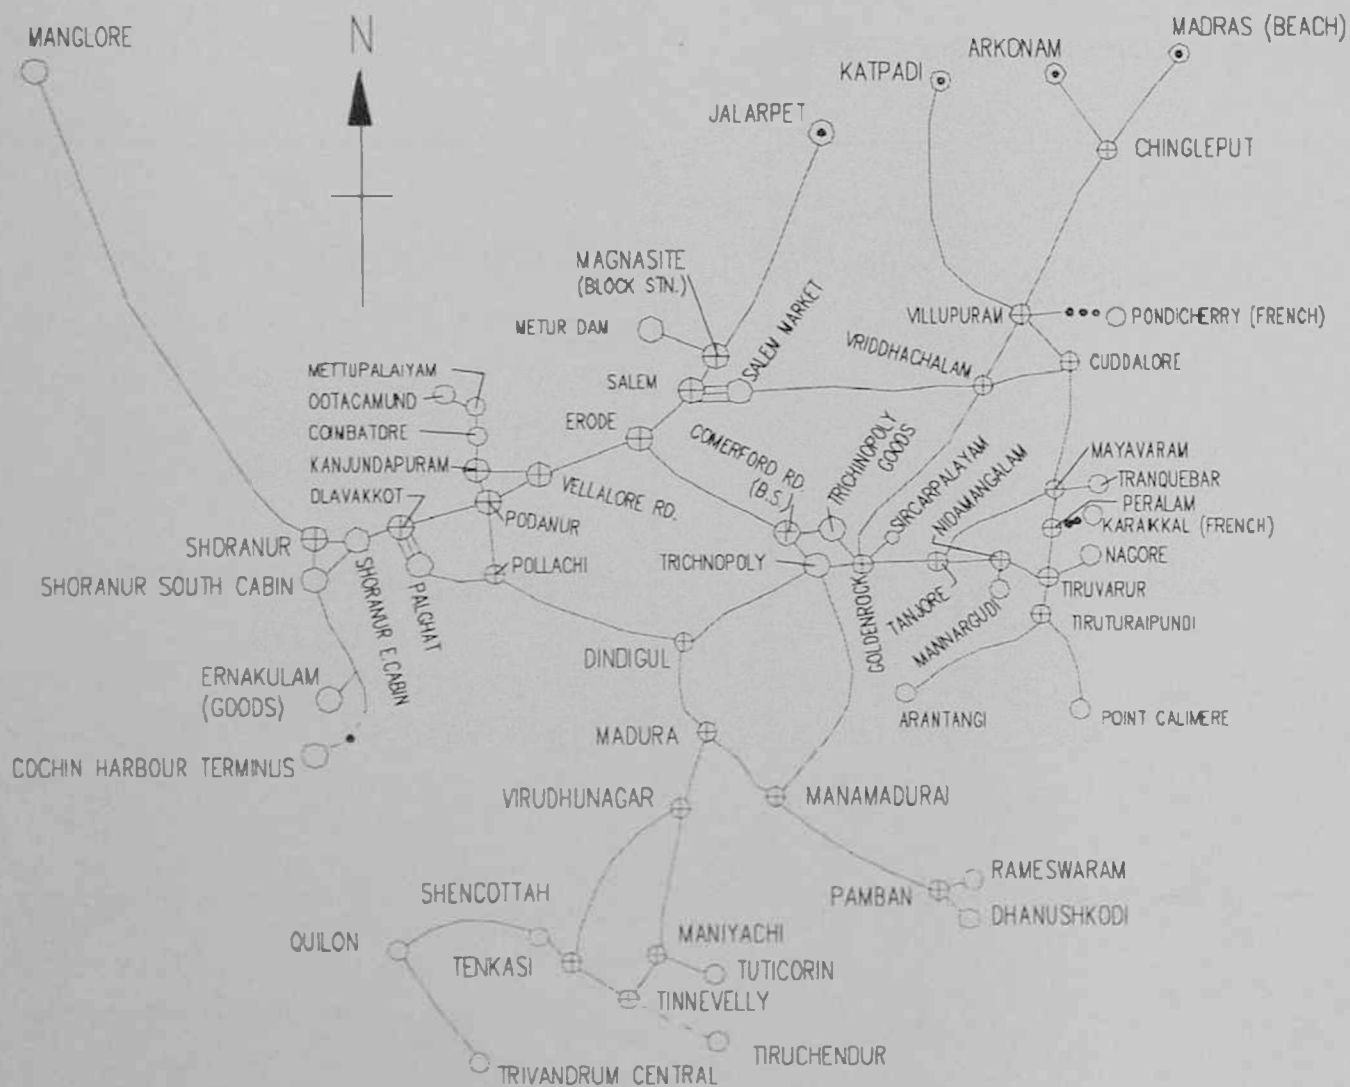 MANGLORE
N
KATPADI
ARKONAM
MADRAS (BEACH)
JALARPET
CHINGLEPUT
MAGNASITE
(BLOCK STN.)
METUR DAM
SALEM MARKET
VILLUPURAM
PONDICHERRY (FRENCH)
VRIDDHACHALAM
CUDDALORE
METTUPALAIYAM
OOTACAMUND
COIMBATORE
KANJUNDAPURAM
OLAVAKKOT
SALEM
ERODE
VELLALORE RD.
PODANUR
COMERFORD RD.
(B.S.)
TRICHINOPOLY
GOODS
SIRCARPALAYAM
NIDAMANGALAM
MAYAVARAM
TRANQUEBAR
PERALAM
KARAIKKAL (FRENCH)
NAGORE
SHORANUR
SHORANUR SOUTH CABIN
SHORANUR E.CABIN
PALGHAT
POLLACHI
TRICHNOPOLY
GOLDENROCK
TANJORE
MANNARGUDI
TIRUVARUR
TIRUTURAIPUNDI
DINDIGUL
ERNAKULAM
(GOODS)
ARANTANGI
POINT CALIMERE
COCHIN HARBOUR TERMINUS
MADURA
VIRUDHUNAGAR
MANAMADURAI
RAMESWARAM
PAMBAN
DHANUSHKODI
SHENCOTTAH
QUILON
TENKASI
MANIYACHI
TUTICORIN
TINNEVELLY
TIRUCHENDUR
TRIVANDRUM CENTRAL